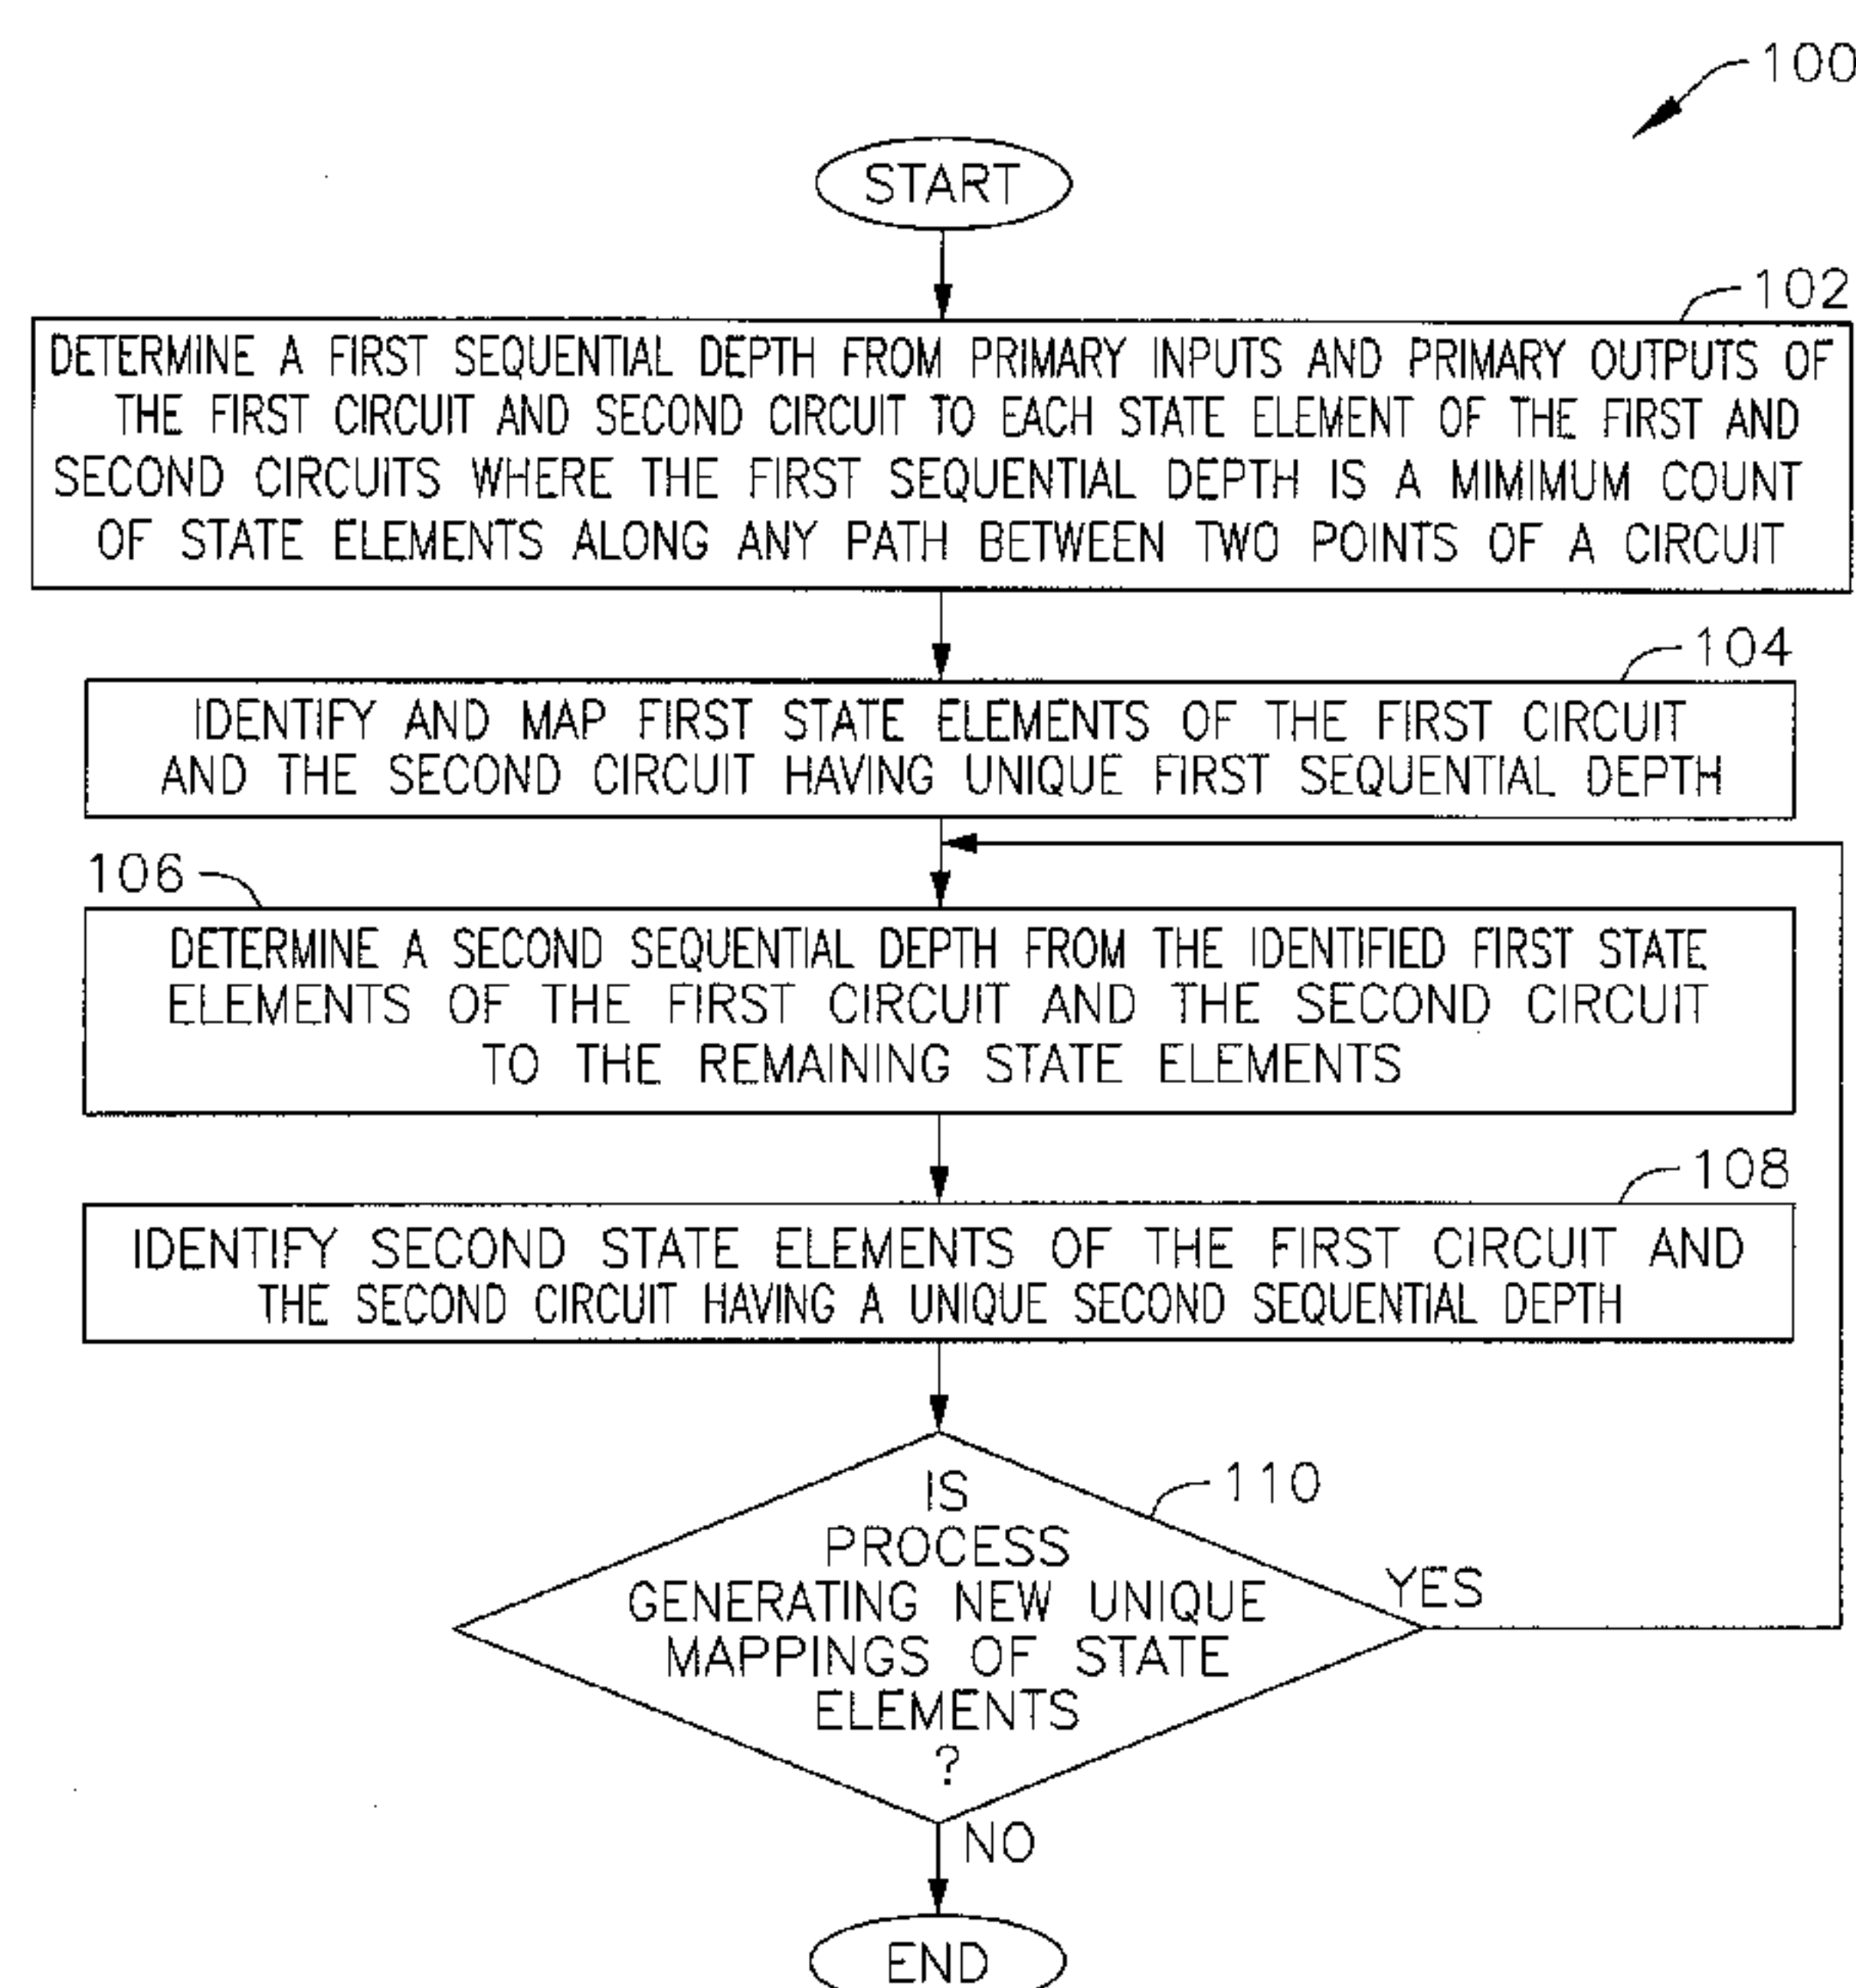 100
START
102
DETERMINE A FIRST SEQUENTIAL DEPTH FROM PRIMARY INPUTS AND PRIMARY OUTPUTS OF
THE FIRST CIRCUIT AND SECOND CIRCUIT TO EACH STATE ELEMENT OF THE FIRST AND
SECOND CIRCUITS WHERE THE FIRST SEQUENTIAL DEPTH IS A MIMIMUM COUNT
OF STATE ELEMENTS ALONG ANY PATH BETWEEN TWO POINTS OF A CIRCUIT
104
IDENTIFY AND MAP FIRST STATE ELEMENTS OF THE FIRST CIRCUIT
AND THE SECOND CIRCUIT HAVING UNIQUE FIRST SEQUENTIAL DEPTH
106
DETERMINE A SECOND SEQUENTIAL DEPTH FROM THE IDENTIFIED FIRST STATE
ELEMENTS OF THE FIRST CIRCUIT AND THE SECOND CIRCUIT
TO THE REMAINING STATE ELEMENTS
108
IDENTIFY SECOND STATE ELEMENTS OF THE FIRST CIRCUIT AND
THE SECOND CIRCUIT HAVING A UNIQUE SECOND SEQUENTIAL DEPTH
110
IS
PROCESS
GENERATING NEW UNIQUE
MAPPINGS OF STATE
ELEMENTS
?
YES
NO
END